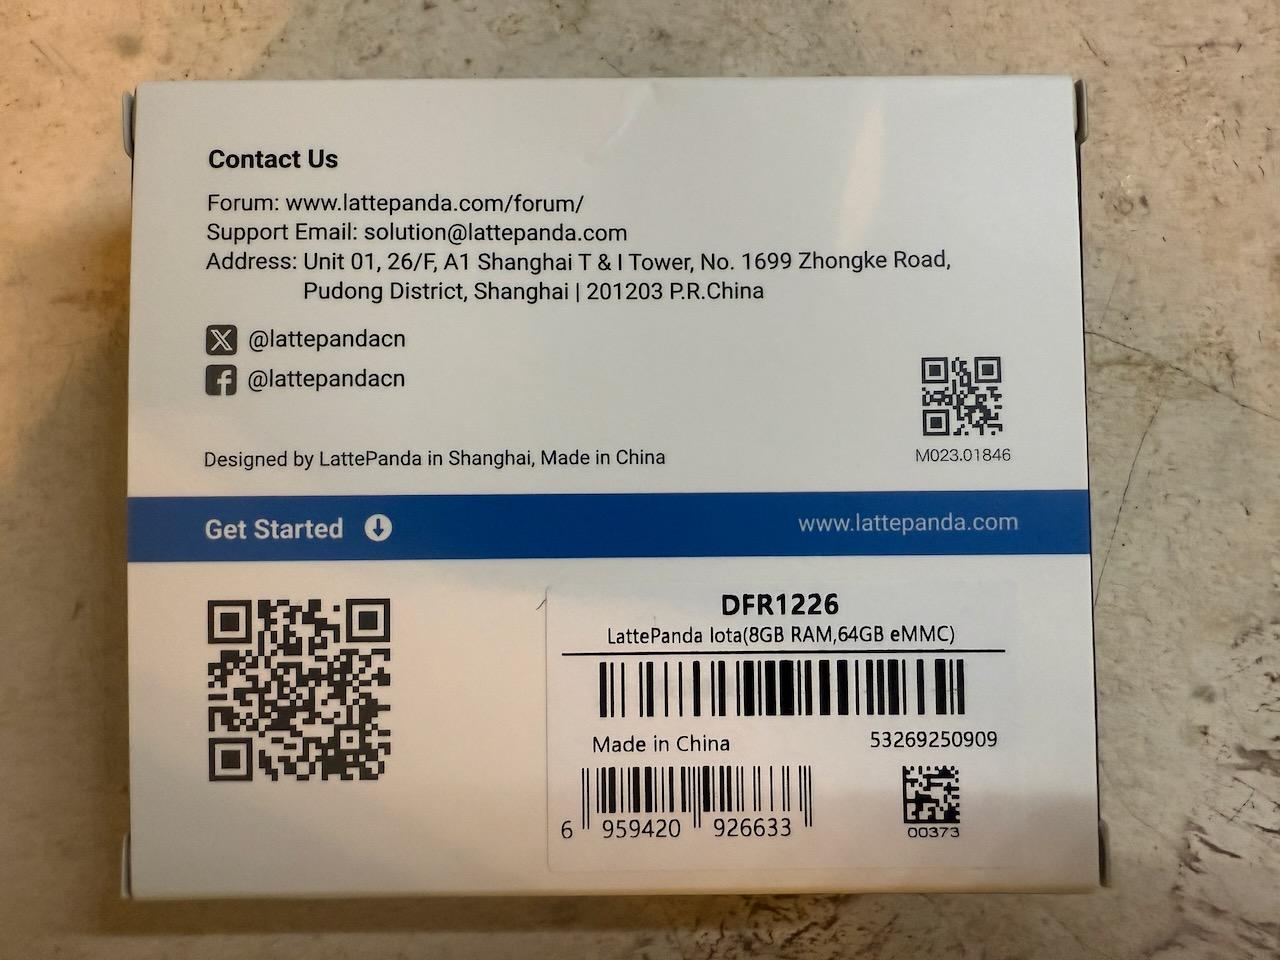 Contact Us
Forum: www.lattepanda.com/forum/
Support Email: solution@lattepanda.com
Address: Unit 01, 26/F, A1 Shanghai T & I Tower, No. 1699 Zhongke Road,
Pudong District, Shanghai | 201203 P.R.China
@lattepandacn
@lattepandacn
M023.01846
Designed by LattePanda in Shanghai, Made in China
Get Started
www.lattepanda.com
DFR1226
LattePanda Iota(8GB RAM,64GB eMMC)
Made in China
53269250909
6 959420 926633
00373